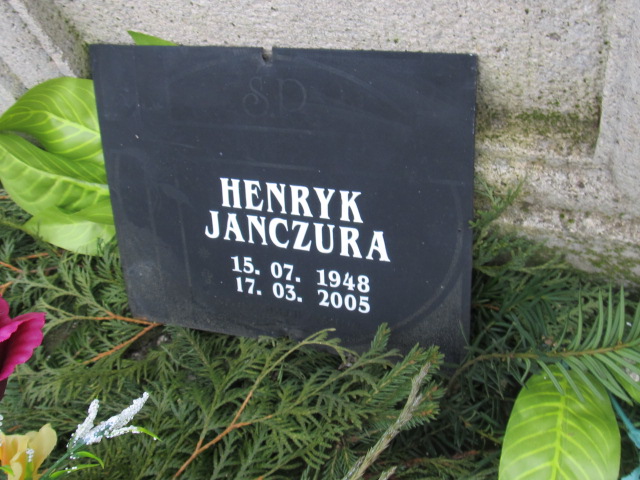 Ś.P.
HENRYK
JANCZURA
15. 07. 1948
17. 03. 2005